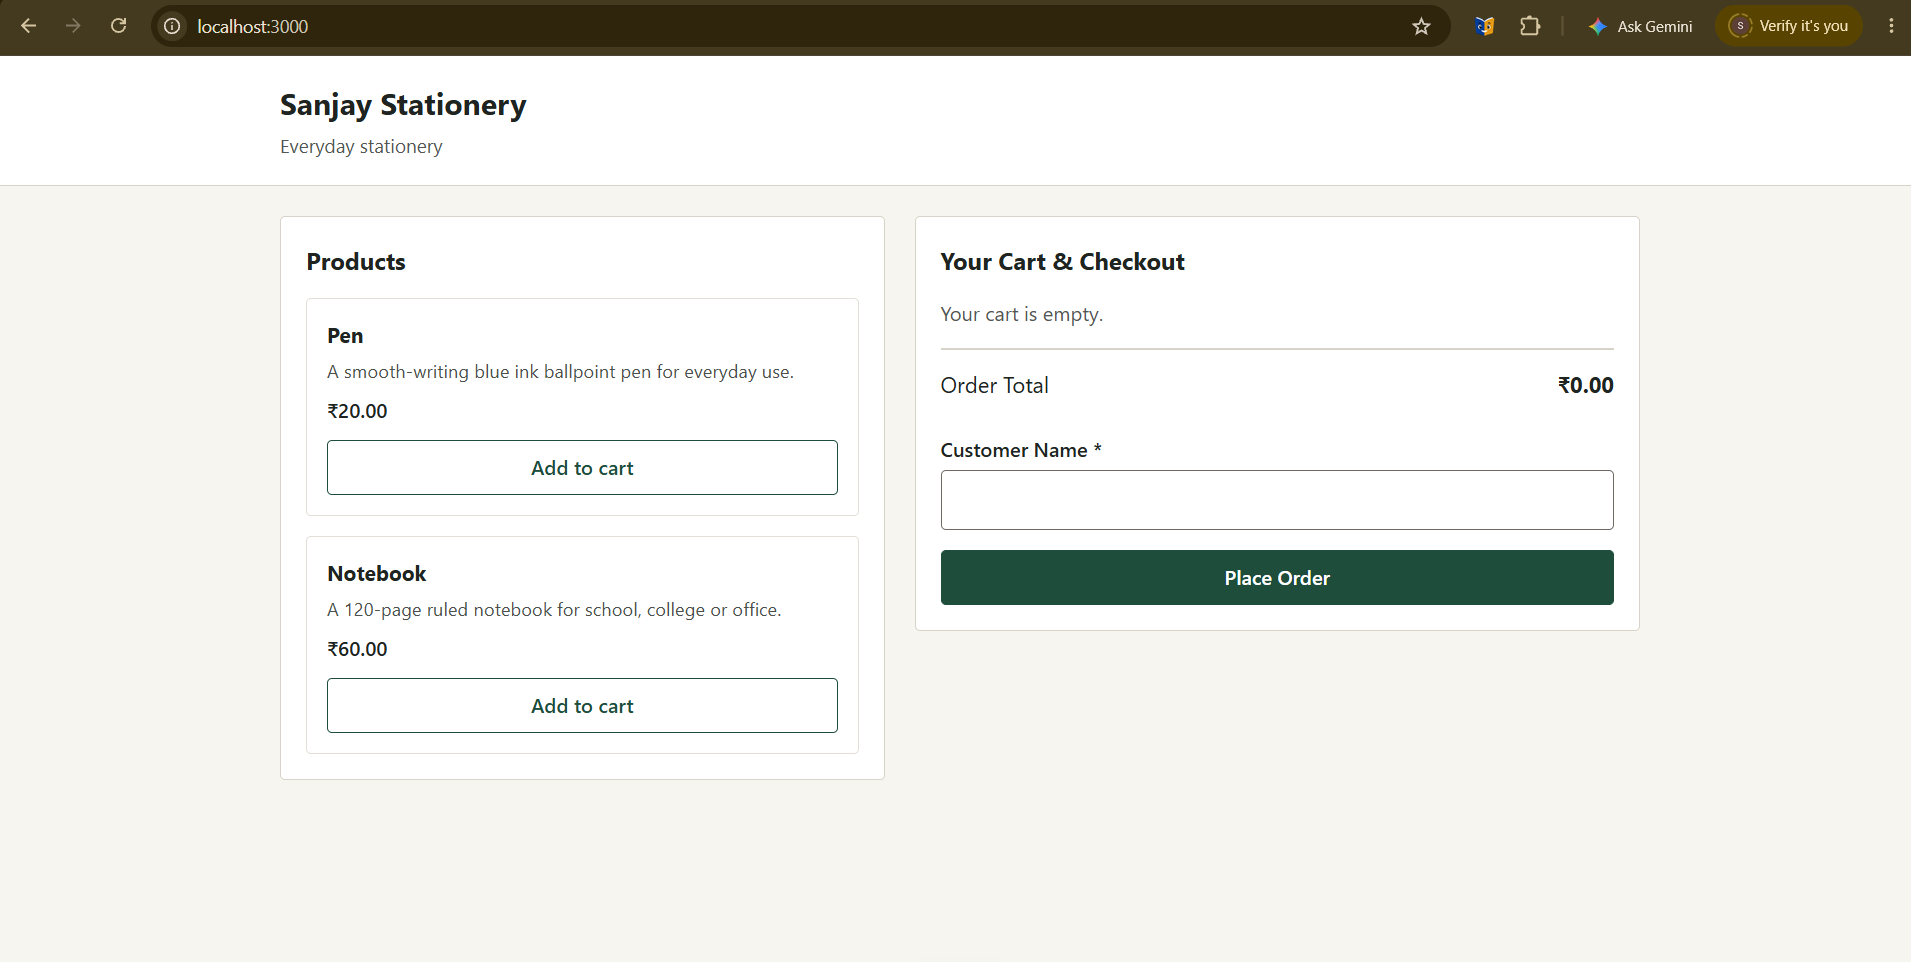 localhost:3000
Ask Gemini
S
Verify it's you
Sanjay Stationery
Everyday stationery
Products
Pen
A smooth-writing blue ink ballpoint pen for everyday use.
₹20.00
Add to cart
Notebook
A 120-page ruled notebook for school, college or office.
₹60.00
Add to cart
Your Cart & Checkout
Your cart is empty.
Order Total ₹0.00
Customer Name *
Place Order